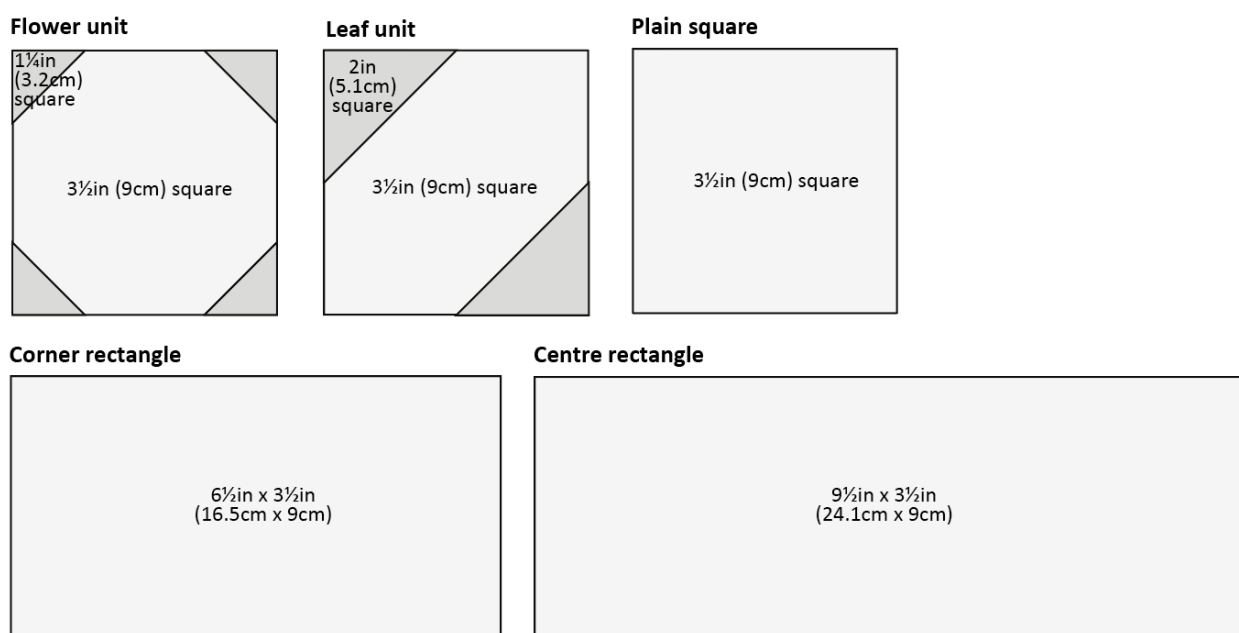 Flower unit
Leaf unit
Plain square
1¼in
(3.2cm)
square
3½in (9cm) square
2in
(5.1cm)
square
3½in (9cm) square
3½in (9cm) square
Corner rectangle
Centre rectangle
6½in x 3½in
(16.5cm x 9cm)
9½in x 3½in
(24.1cm x 9cm)